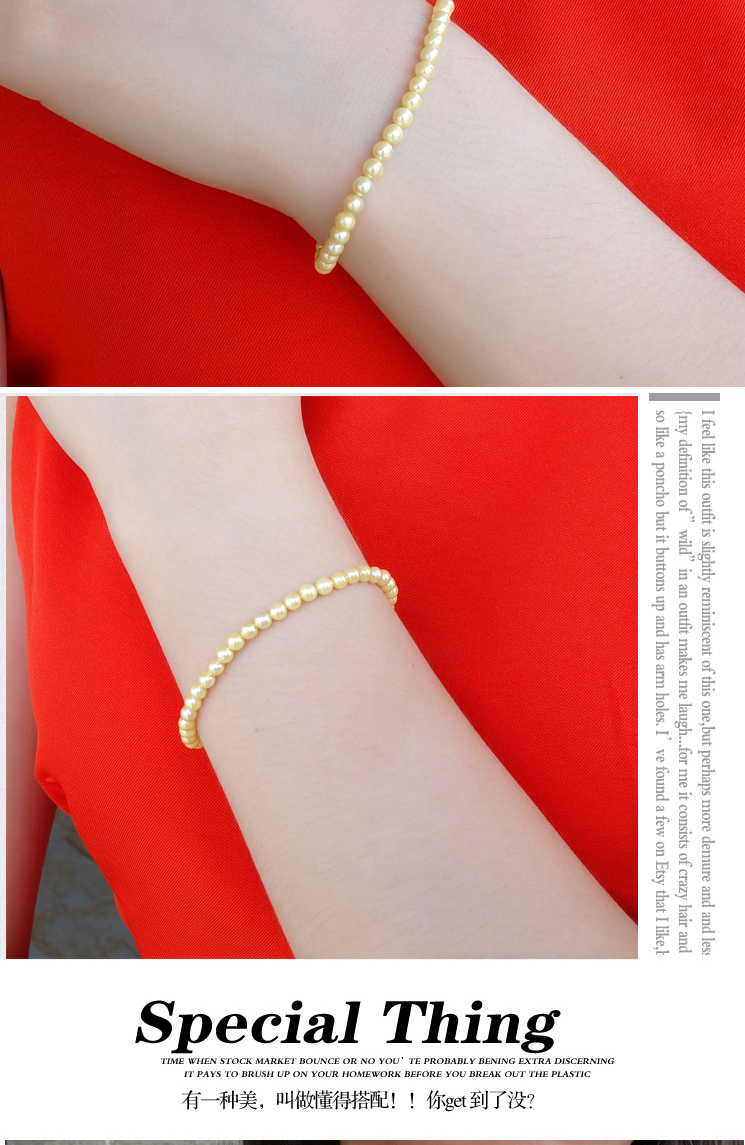 I feel like this outfit is slightly reminiscent of this one,but perhaps more demure and and less
{my definition of ” wild” in an outfit makes me laugh...for me it consists of crazy hair and
so like a poncho but it buttons up and has arm holes. I’ ve found a few on Etsy that I like,
Special Thing
TIME WHEN STOCK MARKET BOUNCE OR NO YOU’ TE PROBABLY BENING EXTRA DISCERNING
IT PAYS TO BRUSH UP ON YOUR HOMEWORK BEFORE YOU BREAK OUT THE PLASTIC
有一种美，叫做懂得搭配！！你get 到了没?